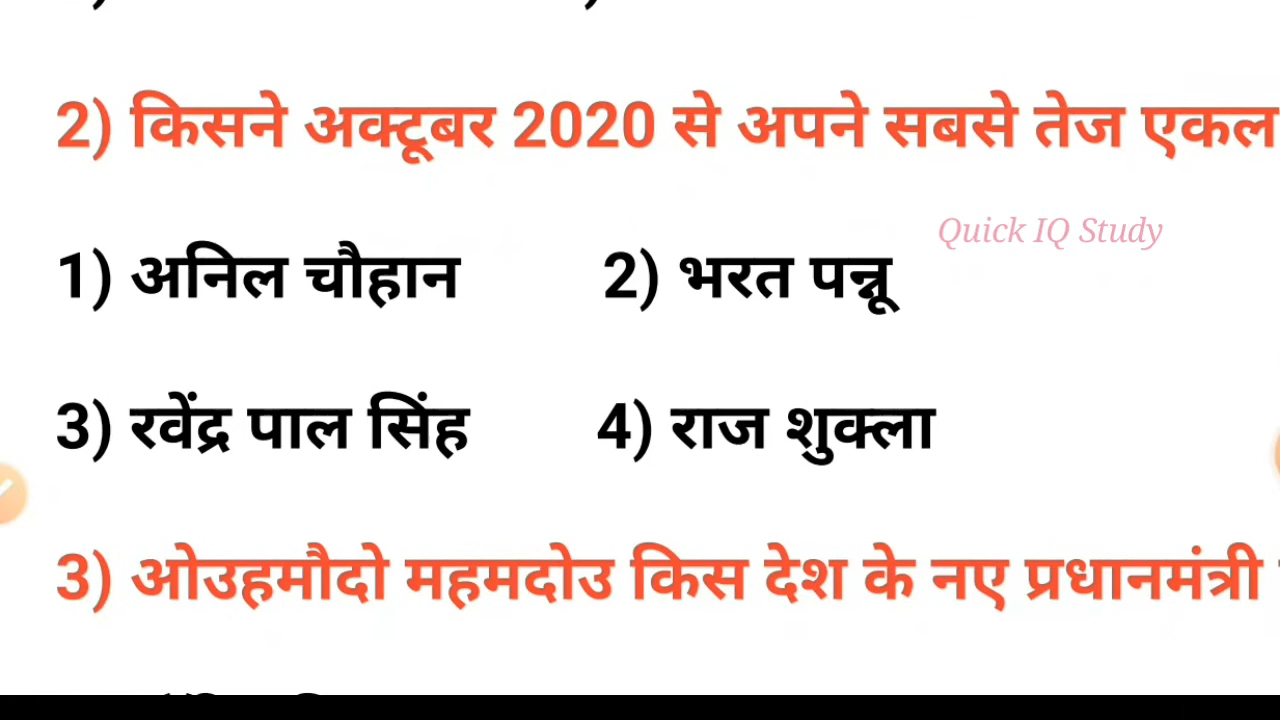 2) किसने अक्टूबर 2020 से अपने सबसे तेज एकल
Quick IQ Study
1) अनिल चौहान 2) भरत पन्नू
3) रवेंद्र पाल सिंह 4) राज शुक्ला
3) ओउहमौदो महमदोउ किस देश के नए प्रधानमंत्री